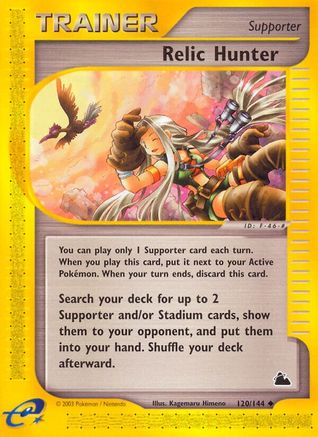 TRAINER Supporter
Relic Hunter
ID: F-46-#
You can play only 1 Supporter card each turn.
When you play this card, put it next to your Active
Pokémon. When your turn ends, discard this card.
Search your deck for up to 2
Supporter and/or Stadium cards, show
them to your opponent, and put them
into your hand. Shuffle your deck
afterward.
© 2003 Pokémon / Nintendo Illus. Kagemaru Himeno 120/144 ◆
e